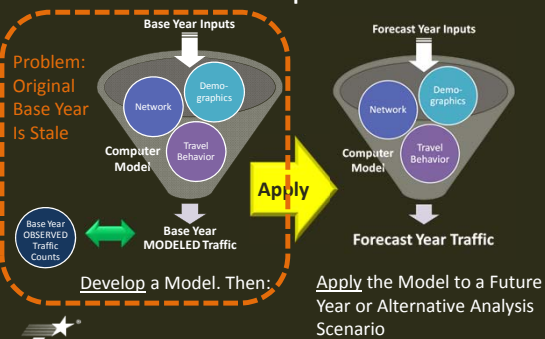 Base Year Inputs
Problem:
Original
Base Year
Is Stale
Network
Demo-
graphics
Travel
Behavior
Computer
Model
Base Year
OBSERVED
Traffic
Counts
Base Year
MODELED Traffic
Develop a Model. Then:
Apply
Forecast Year Inputs
Network
Demo-
graphics
Travel
Behavior
Computer
Model
Forecast Year Traffic
Apply the Model to a Future
Year or Alternative Analysis
Scenario